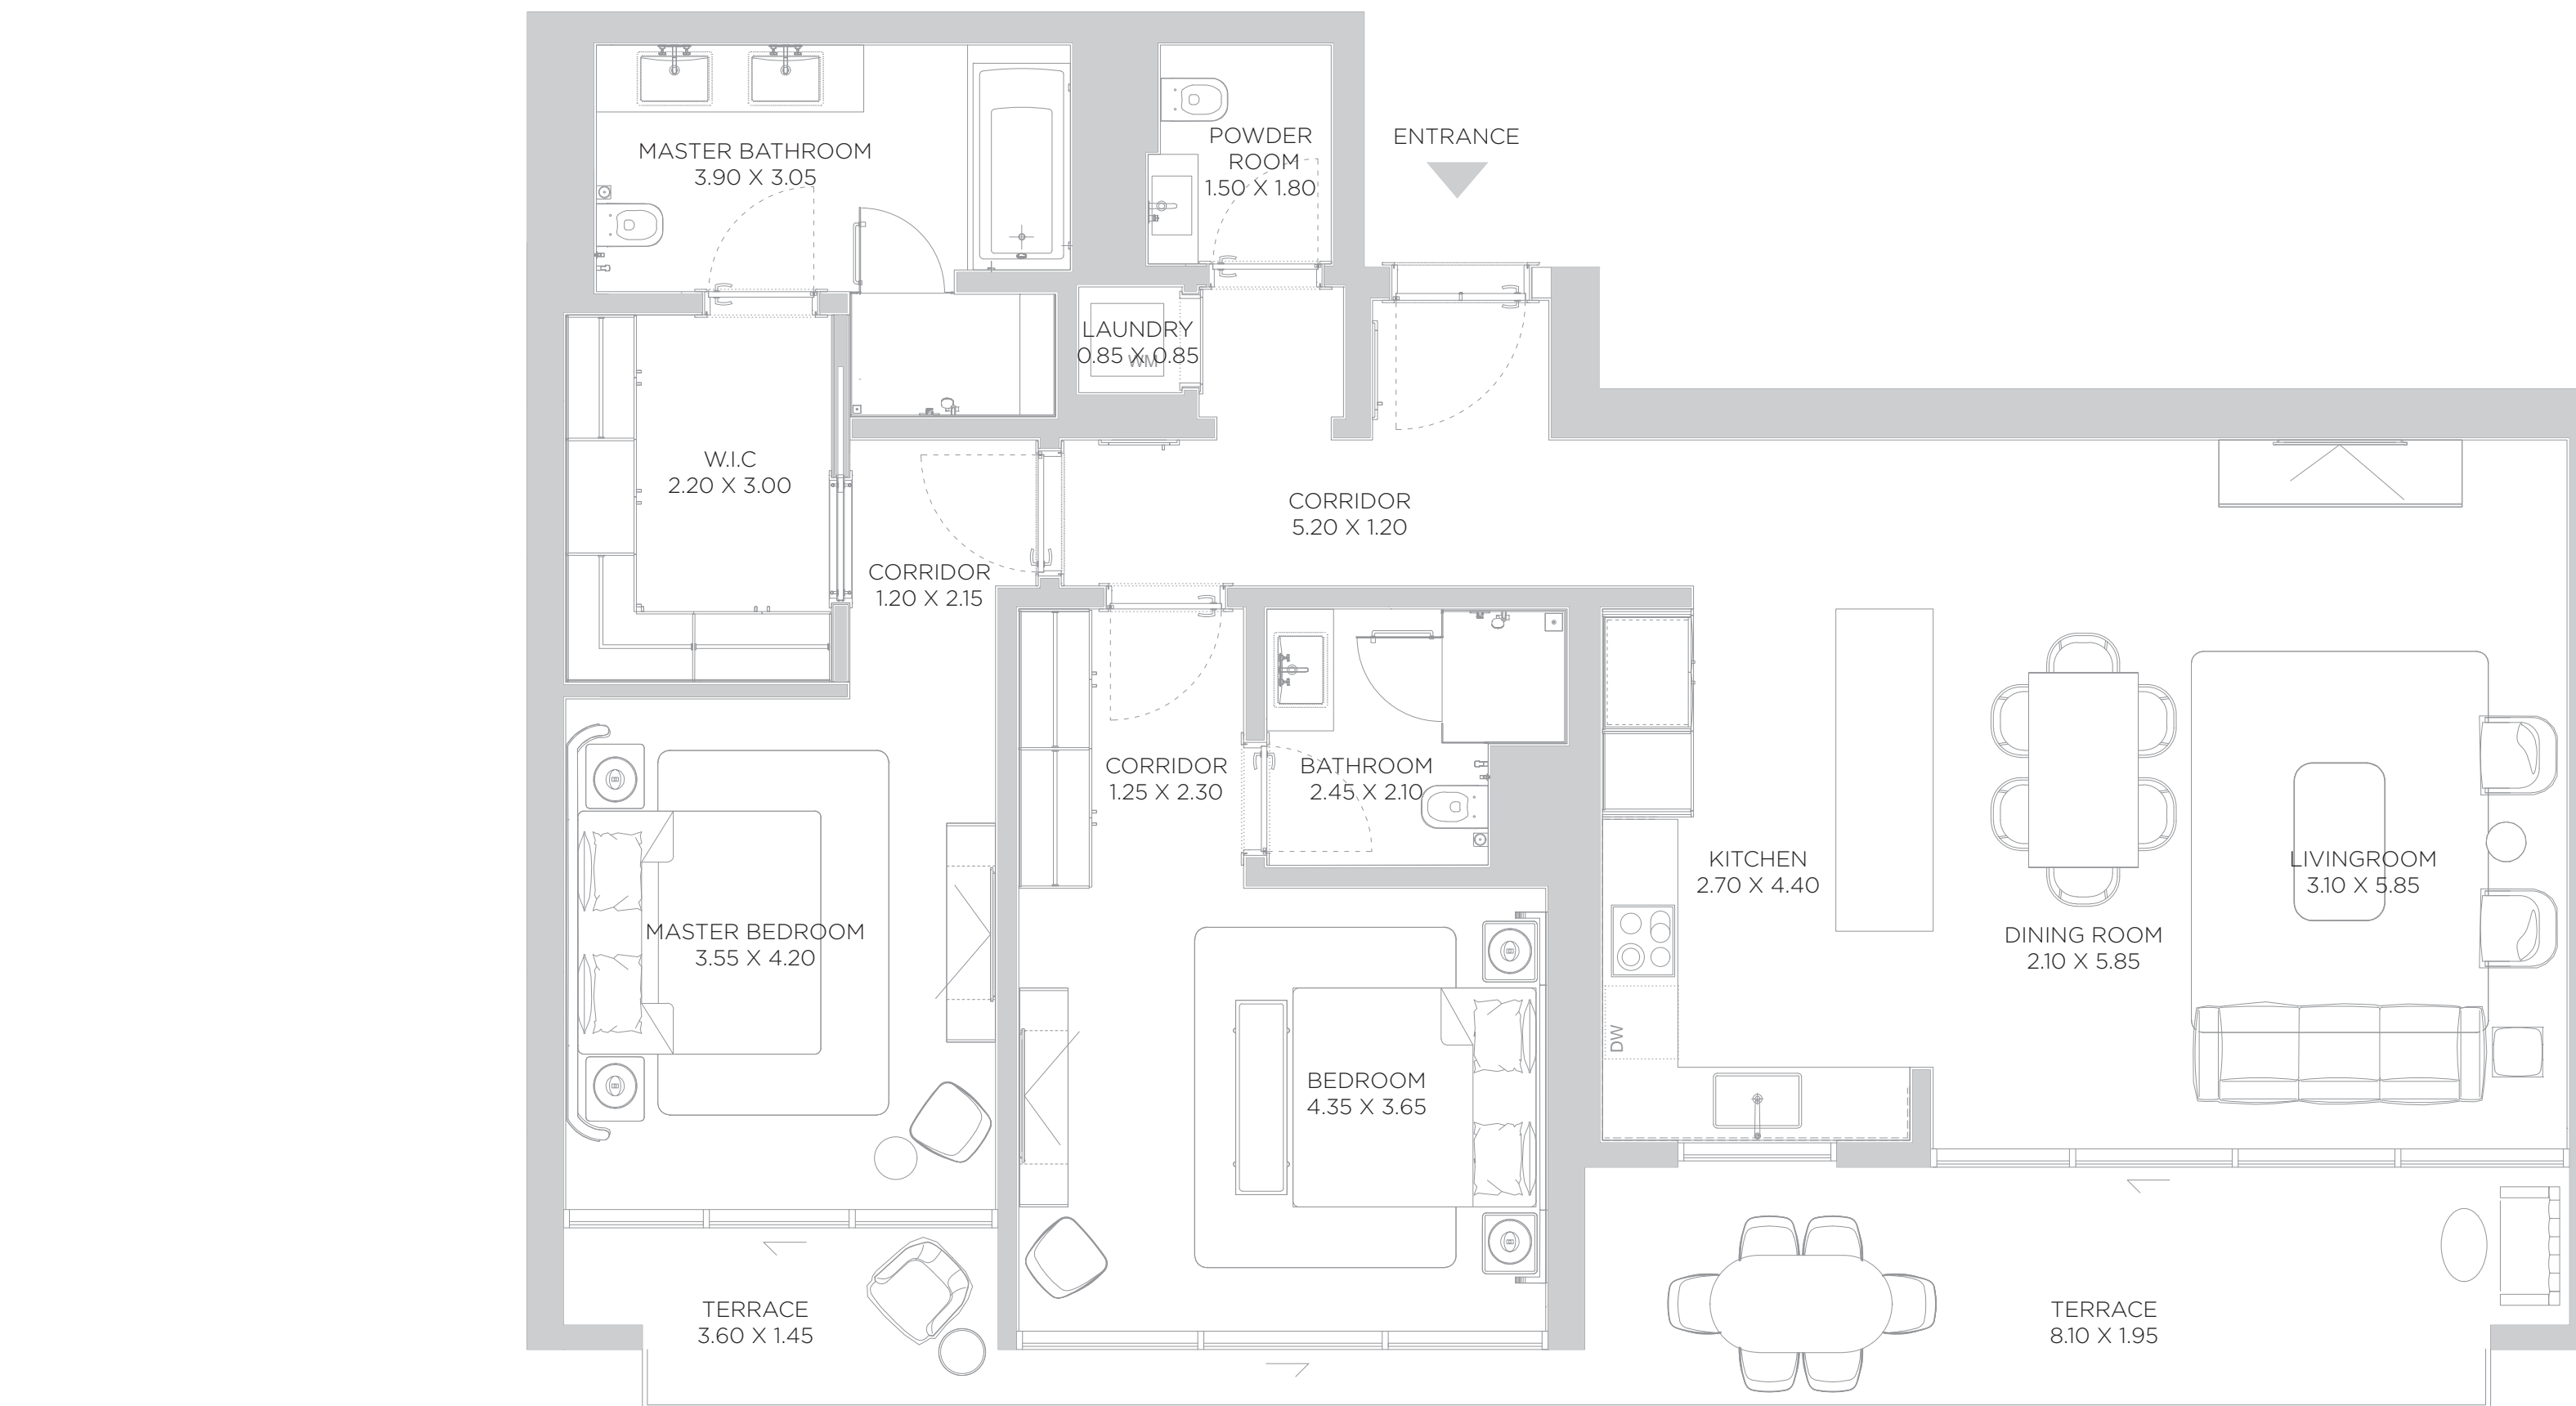 MASTER BATHROOM
3.90 X 3.05
POWDER
ROOM
1.50 X 1.80
ENTRANCE
LAUNDRY
0.85 X 0.85
WM
W.I.C
2.20 X 3.00
CORRIDOR
5.20 X 1.20
CORRIDOR
1.20 X 2.15
CORRIDOR
1.25 X 2.30
BATHROOM
2.45 X 2.10
KITCHEN
2.70 X 4.40
LIVINGROOM
3.10 X 5.85
MASTER BEDROOM
3.55 X 4.20
DINING ROOM
2.10 X 5.85
DW
BEDROOM
4.35 X 3.65
TERRACE
3.60 X 1.45
TERRACE
8.10 X 1.95